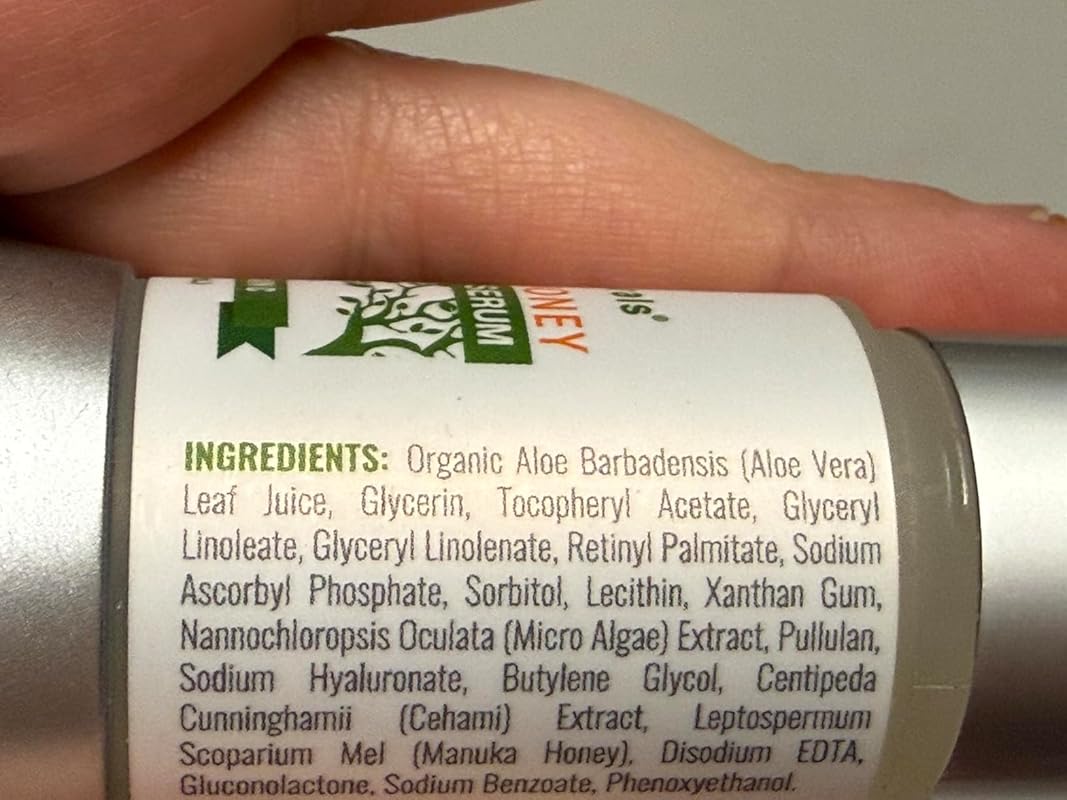 als
ONEY
SERUM
INGREDIENTS: Organic Aloe Barbadensis (Aloe Vera)
Leaf Juice, Glycerin, Tocopheryl Acetate, Glyceryl
Linoleate, Glyceryl Linolenate, Retinyl Palmitate, Sodium
Ascorbyl Phosphate, Sorbitol, Lecithin, Xanthan Gum,
Nannochloropsis Oculata (Micro Algae) Extract, Pullulan,
Sodium Hyaluronate, Butylene Glycol, Centipeda
Cunninghamii (Cehami) Extract, Leptospermum
Scoparium Mel (Manuka Honey), Disodium EDTA,
Gluconolactone, Sodium Benzoate, Phenoxyethanol.